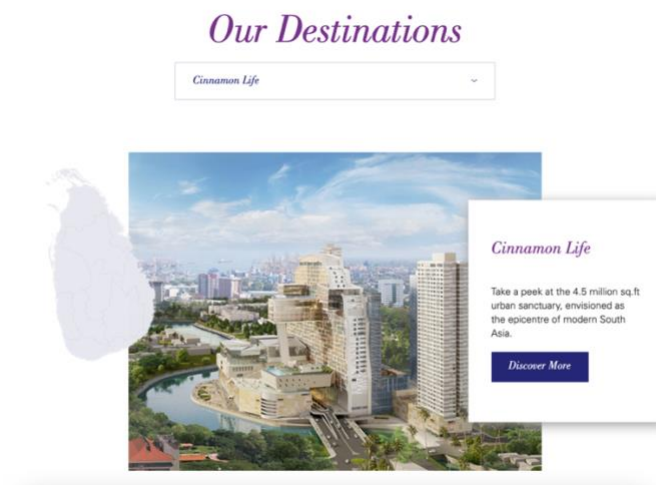 Our Destinations
Cinnamon Life
Cinnamon Life
Take a peek at the 4.5 million sq.ft
urban sanctuary, envisioned as
the epicentre of modern South
Asia.
Discover More